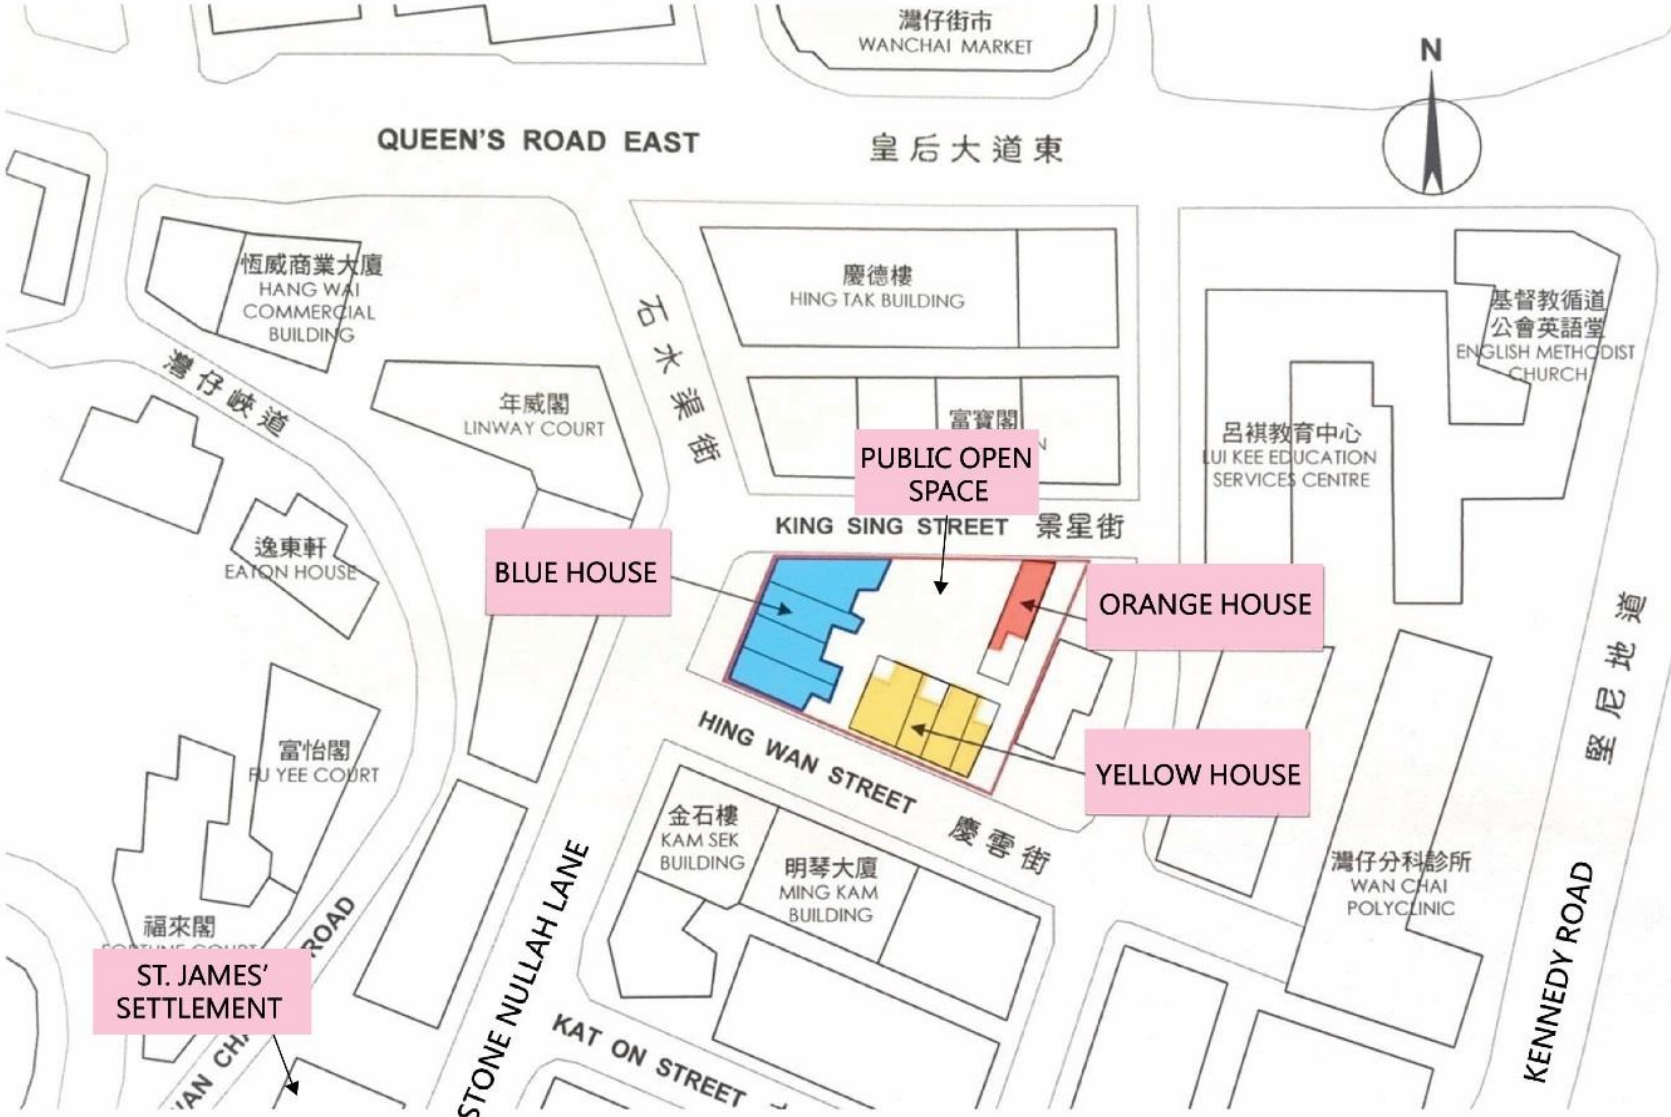 灣仔街市
WANCHAI MARKET
N
QUEEN'S ROAD EAST
皇后大道東
恆威商業大廈
HANG WAI
COMMERCIAL
BUILDING
慶德樓
HING TAK BUILDING
基督教循道
公會英語堂
ENGLISH METHODIST
CHURCH
石水渠街
灣仔峽道
年威閣
LINWAY COURT
富寶閣
PUBLIC OPEN
SPACE
呂祺教育中心
LUI KEE EDUCATION
SERVICES CENTRE
KING SING STREET 景星街
逸東軒
EATON HOUSE
BLUE HOUSE
ORANGE HOUSE
堅尼地道
富怡閣
FU YEE COURT
HING WAN STREET 慶雲街
YELLOW HOUSE
金石樓
KAM SEK
BUILDING
明琴大廈
MING KAM
BUILDING
灣仔分科診所
WAN CHAI
POLYCLINIC
福來閣
ST. JAMES'
SETTLEMENT
ROAD
STONE NULLAH LANE
KAT ON STREET
KENNEDY ROAD